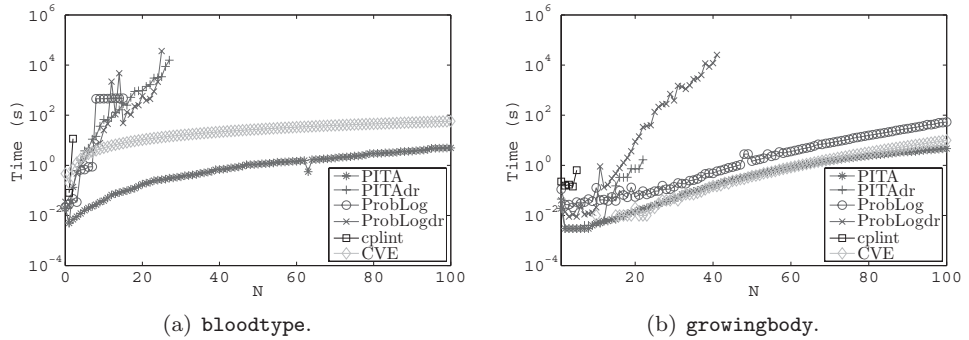 10^6
10^4
10^2
10^0
10^-2
10^-4
Time (s)
0 20 40 60 80 100
N
PITA
PITAdr
ProbLog
ProbLogdr
cplint
CVE
(a) bloodtype.
10^6
10^4
10^2
10^0
10^-2
10^-4
Time (s)
20 40 60 80 100
N
PITA
PITAdr
ProbLog
ProbLogdr
cplint
CVE
(b) growingbody.